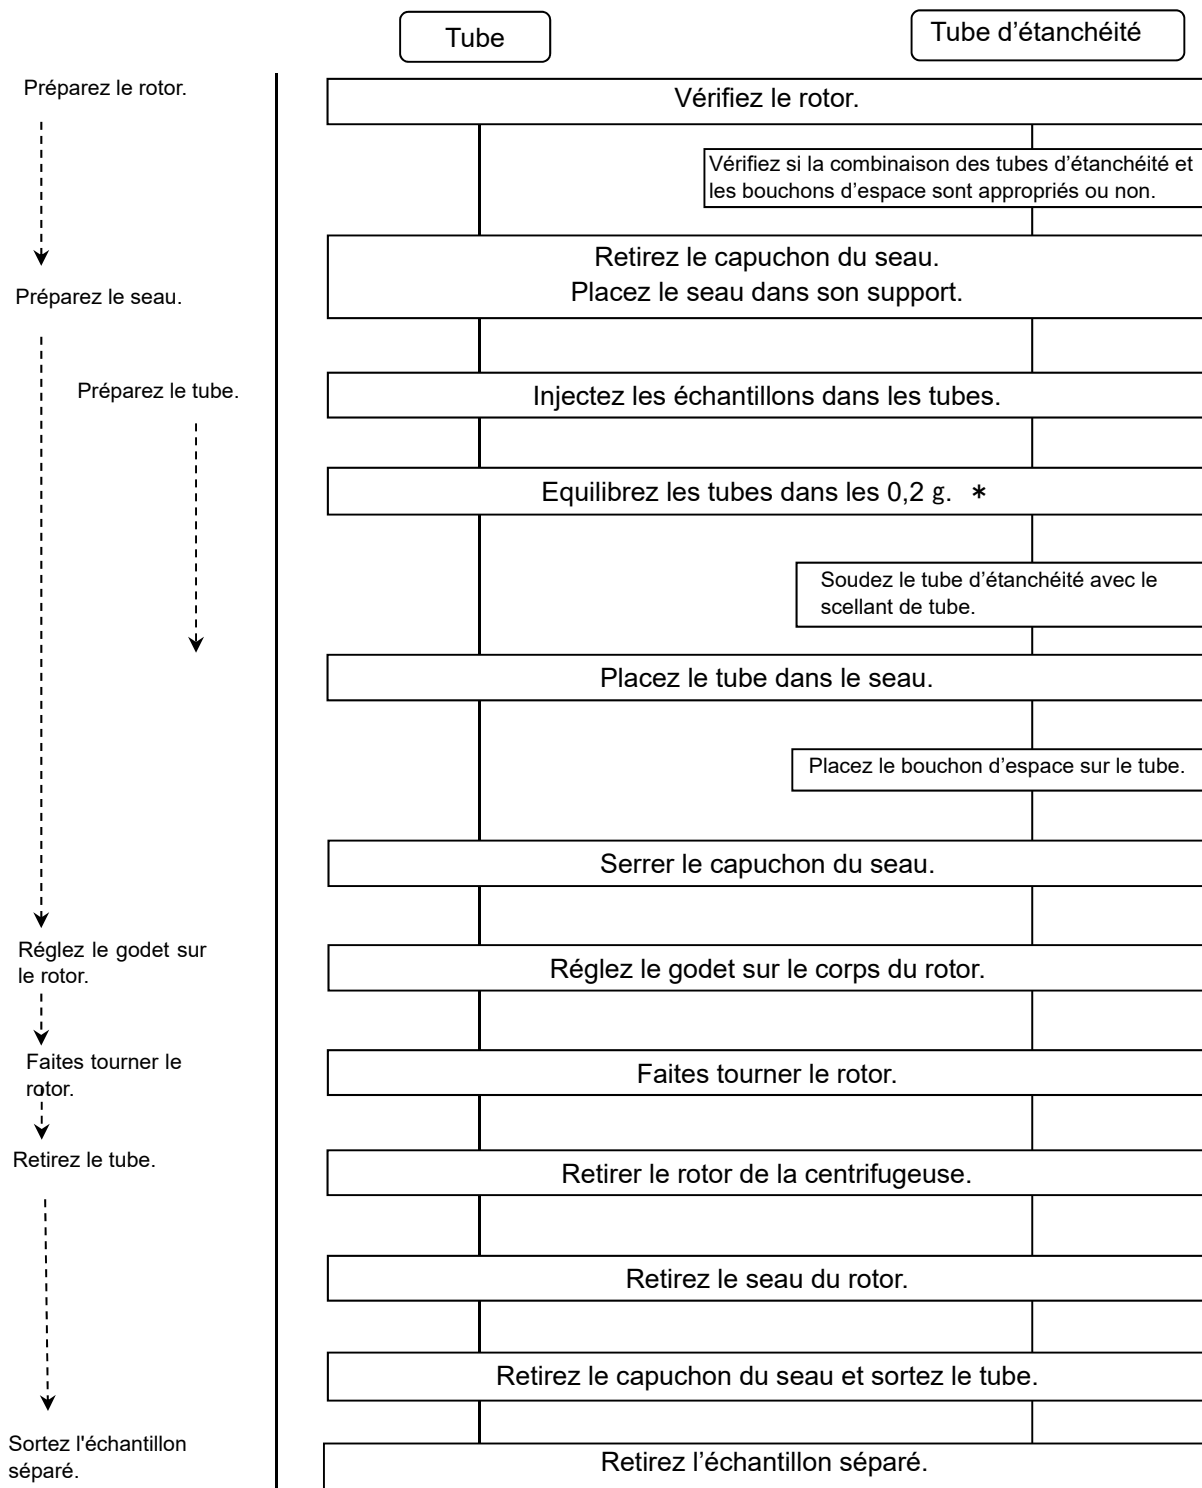 Tube
Tube d’étanchéité
Préparez le rotor.
Vérifiez le rotor.
Vérifiez si la combinaison des tubes d’étanchéité et
les bouchons d’espace sont appropriés ou non.
Retirez le capuchon du seau.
Placez le seau dans son support.
Préparez le seau.
Préparez le tube.
Injectez les échantillons dans les tubes.
Equilibrez les tubes dans les 0,2 g. *
Soudez le tube d’étanchéité avec le
scellant de tube.
Placez le tube dans le seau.
Placez le bouchon d’espace sur le tube.
Serrer le capuchon du seau.
Réglez le godet sur
le rotor.
Réglez le godet sur le corps du rotor.
Faites tourner le
rotor.
Faites tourner le rotor.
Retirez le tube.
Retirer le rotor de la centrifugeuse.
Retirez le seau du rotor.
Retirez le capuchon du seau et sortez le tube.
Sortez l'échantillon
séparé.
Retirez l’échantillon séparé.